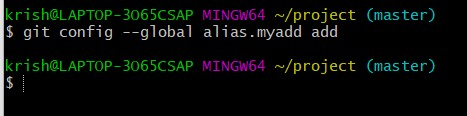 krish@LAPTOP-3O65CSAP MINGW64 ~/project (master)
$ git config --global alias.myadd add
krish@LAPTOP-3O65CSAP MINGW64 ~/project (master)
$